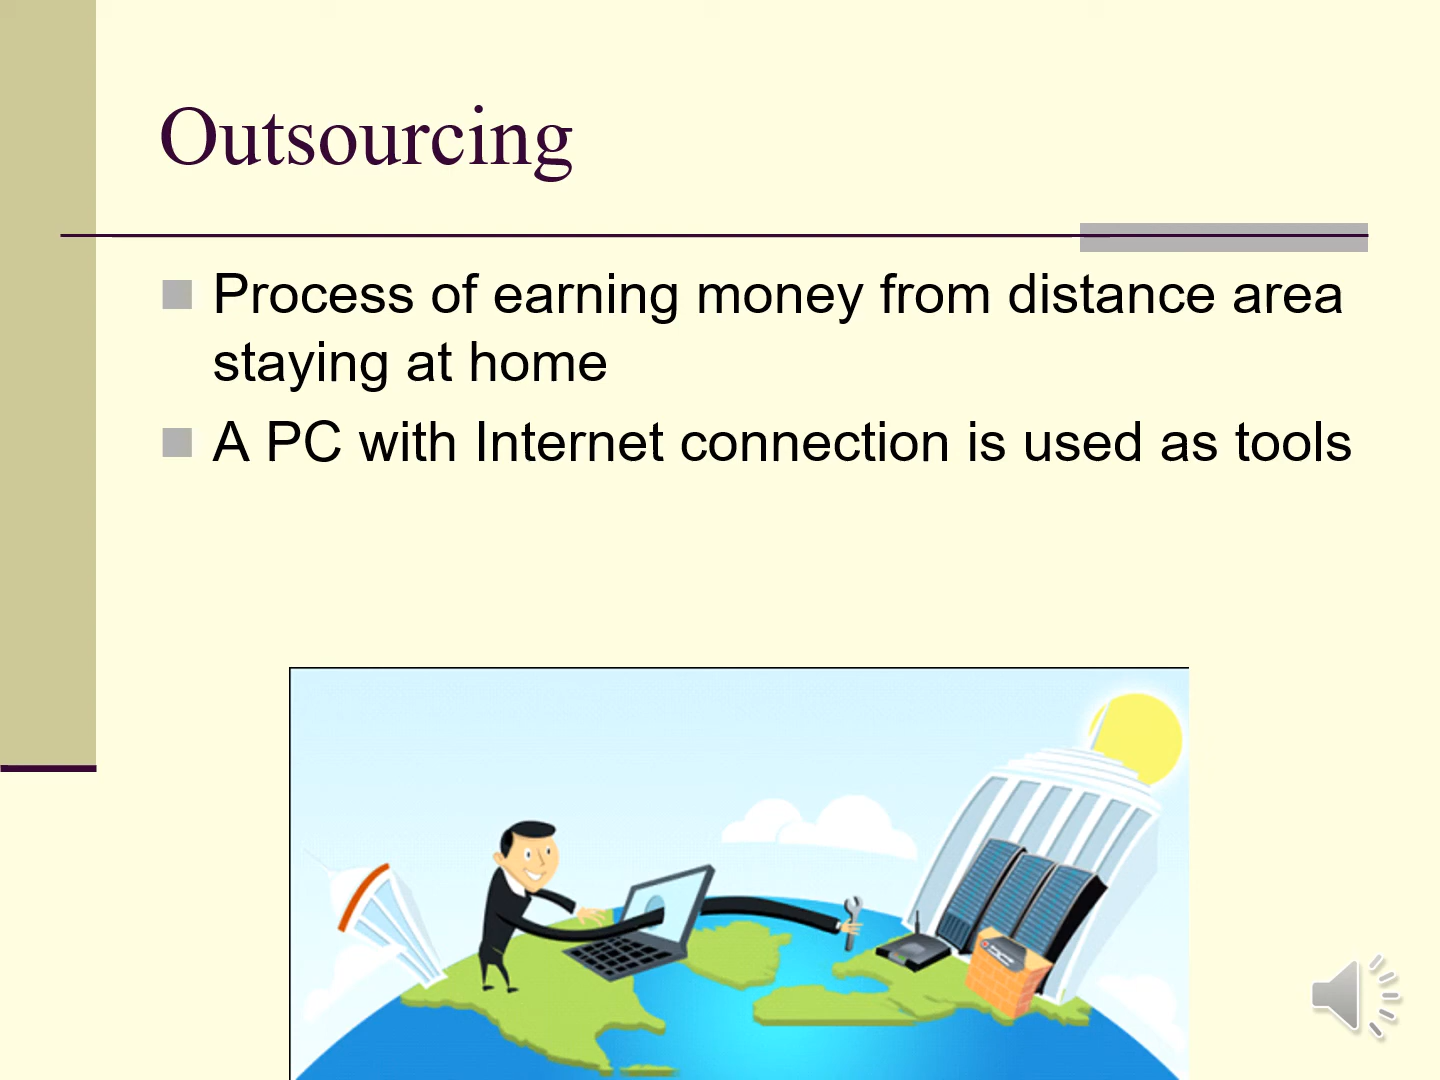 Outsourcing
Process of earning money from distance area
staying at home
A PC with Internet connection is used as tools